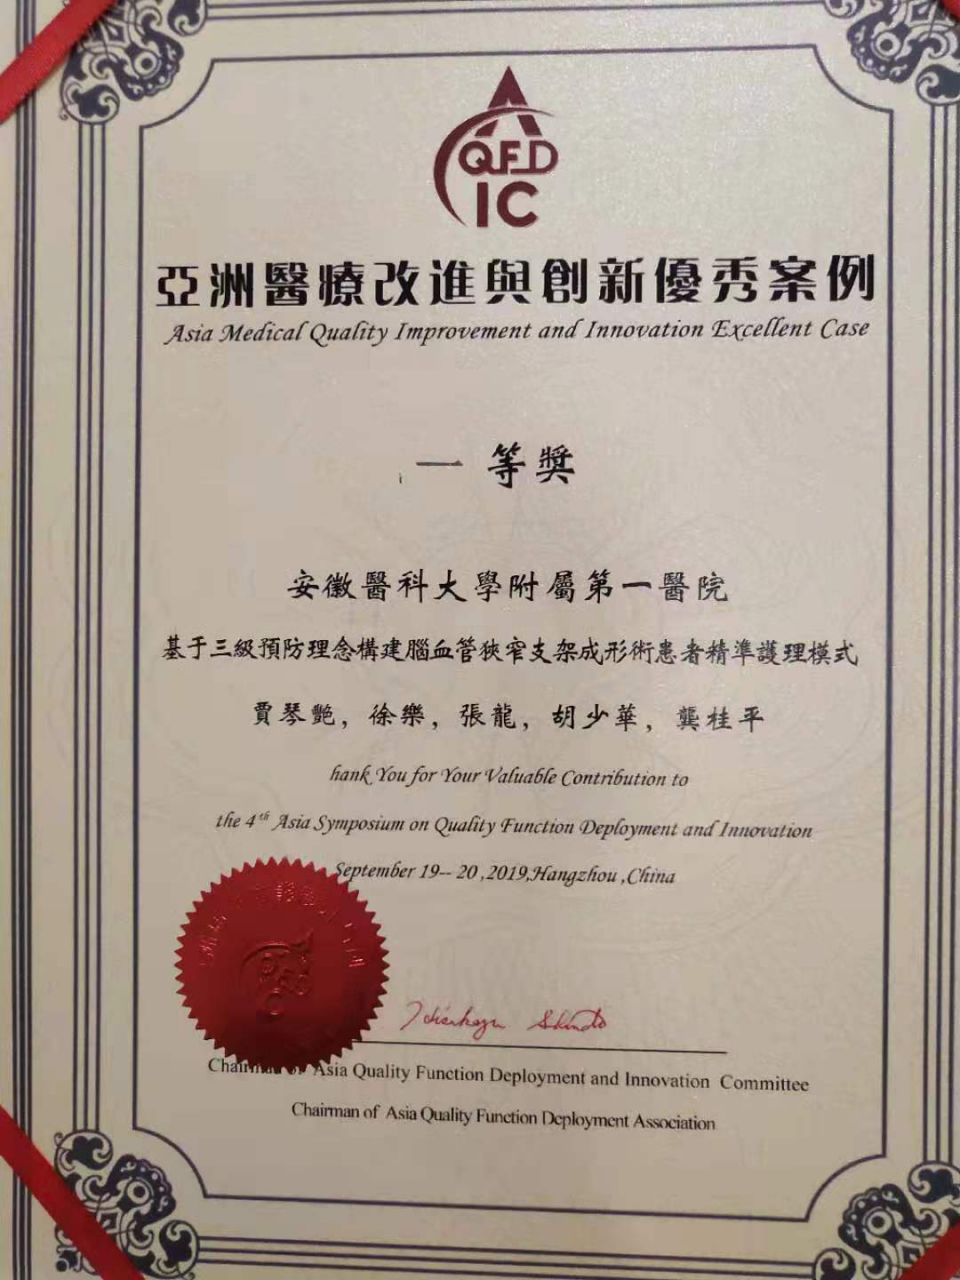 QFD
IC
亞洲醫療改進與創新優秀案例
Asia Medical Quality Improvement and Innovation Excellent Case
一等獎
安徽醫科大學附屬第一醫院
基于三級預防理念構建腦血管狹窄支架成形術患者精準護理模式
賈琴艷，徐樂，張龍，胡少華，龔桂平
hank You for Your Valuable Contribution to
the 4th Asia Symposium on Quality Function Deployment and Innovation
September 19-- 20 ,2019,Hangzhou ,China
Asia Quality Function Deployment and Innovation Committee
Chairman of Asia Quality Function Deployment Association